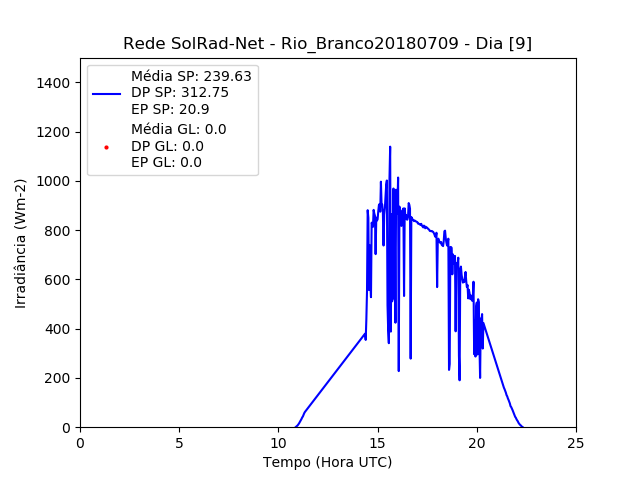 Rede SolRad-Net - Rio_Branco20180709 - Dia [9]
Média SP: 239.63
DP SP: 312.75
EP SP: 20.9
Média GL: 0.0
DP GL: 0.0
EP GL: 0.0
Irradiância (Wm-2)
1400
1200
1000
800
600
400
200
0
0 5 10 15 20 25
Tempo (Hora UTC)